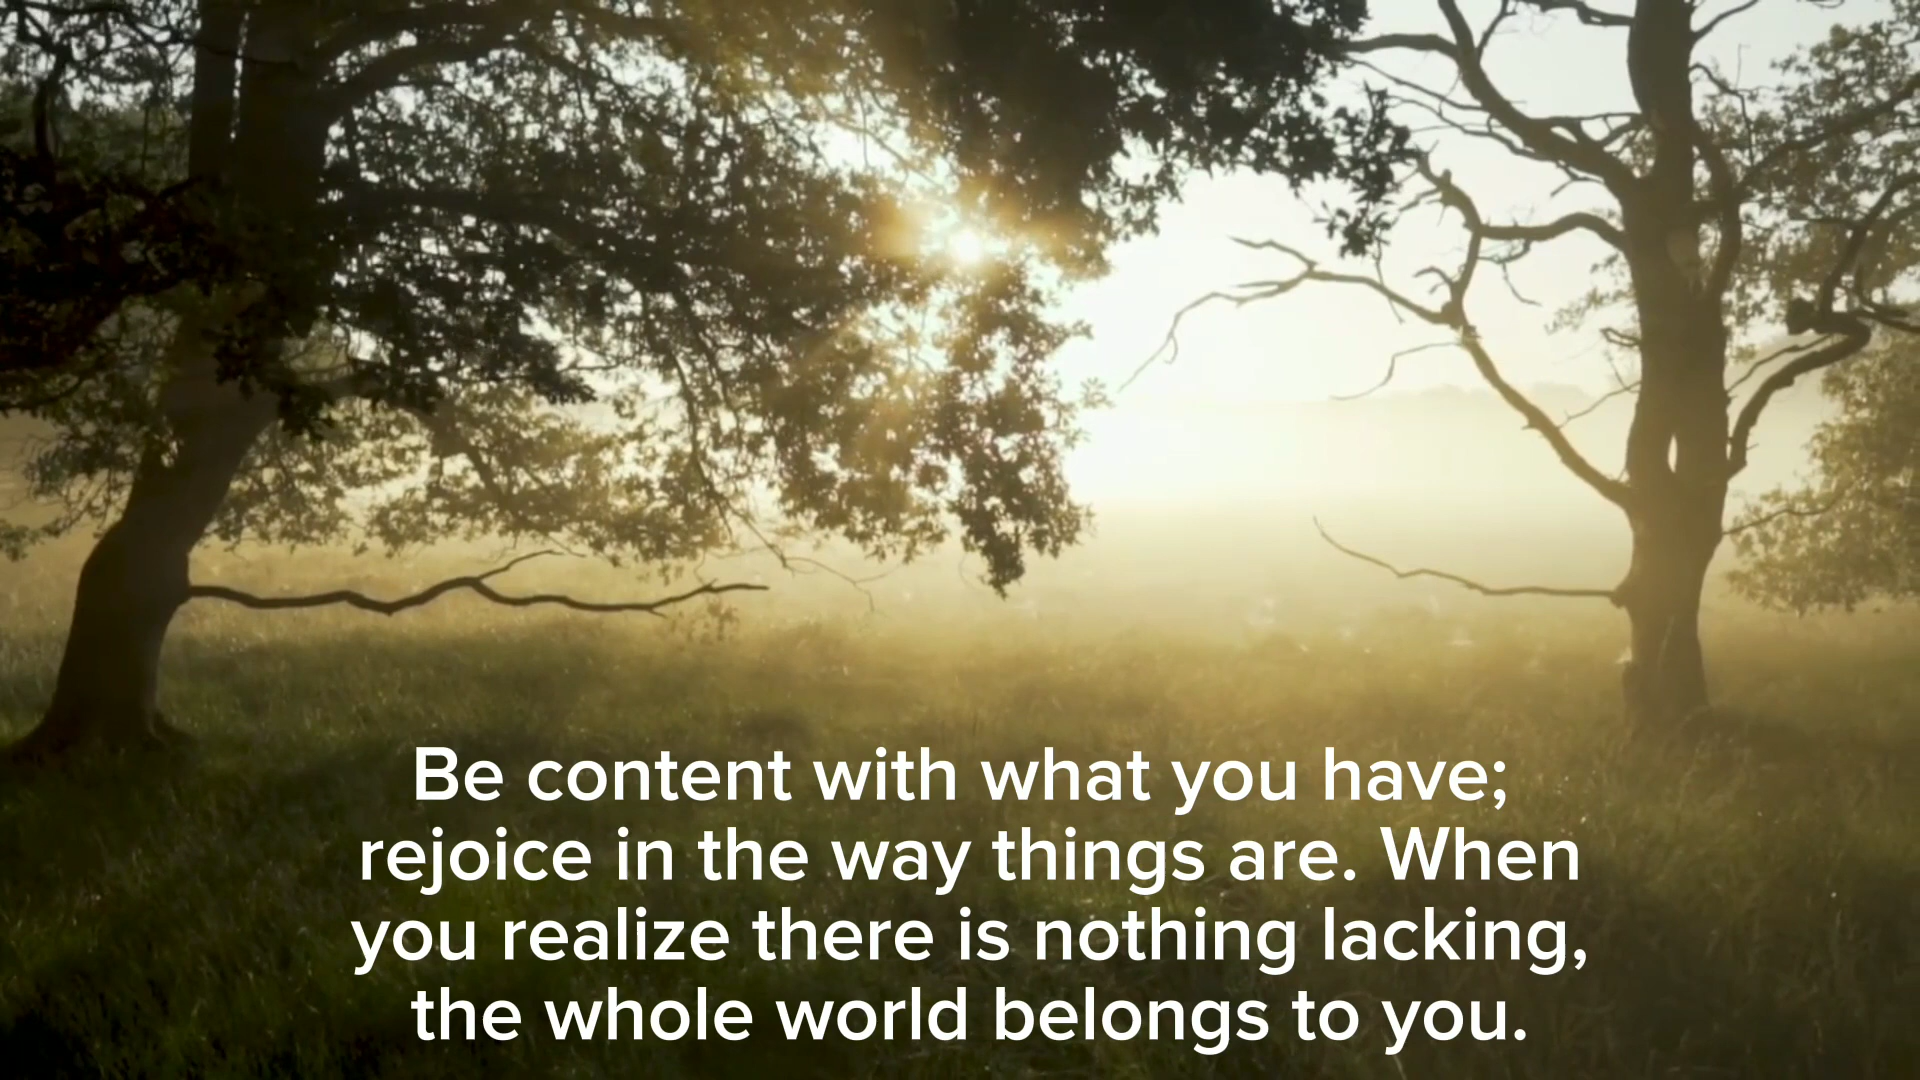 Be content with what you have;
rejoice in the way things are. When
you realize there is nothing lacking,
the whole world belongs to you.